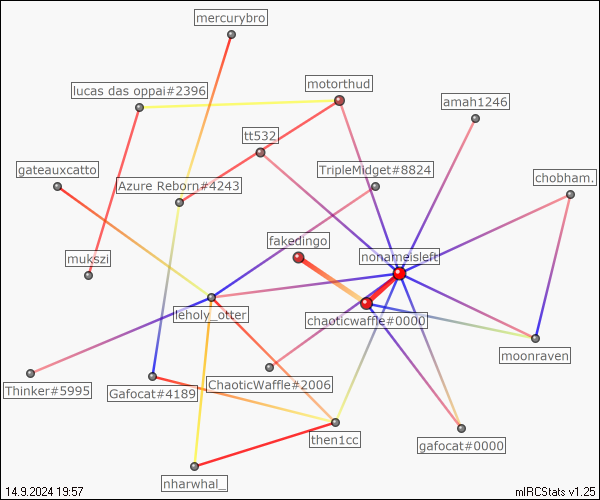 mercurybro
lucas das oppai#2396
motorthud
amah1246
tt532
gateauxcatto
TripleMidget#8824
chobham.
Azure Reborn#4243
fakedingo
nonameisleft
mukszi
leholy_otter
chaoticwaffle#0000
moonraven
Thinker#5995
ChaoticWaffle#2006
Gafocat#4189
then1cc
gafocat#0000
nharwhal_
14.9.2024 19:57
mIRCStats v1.25